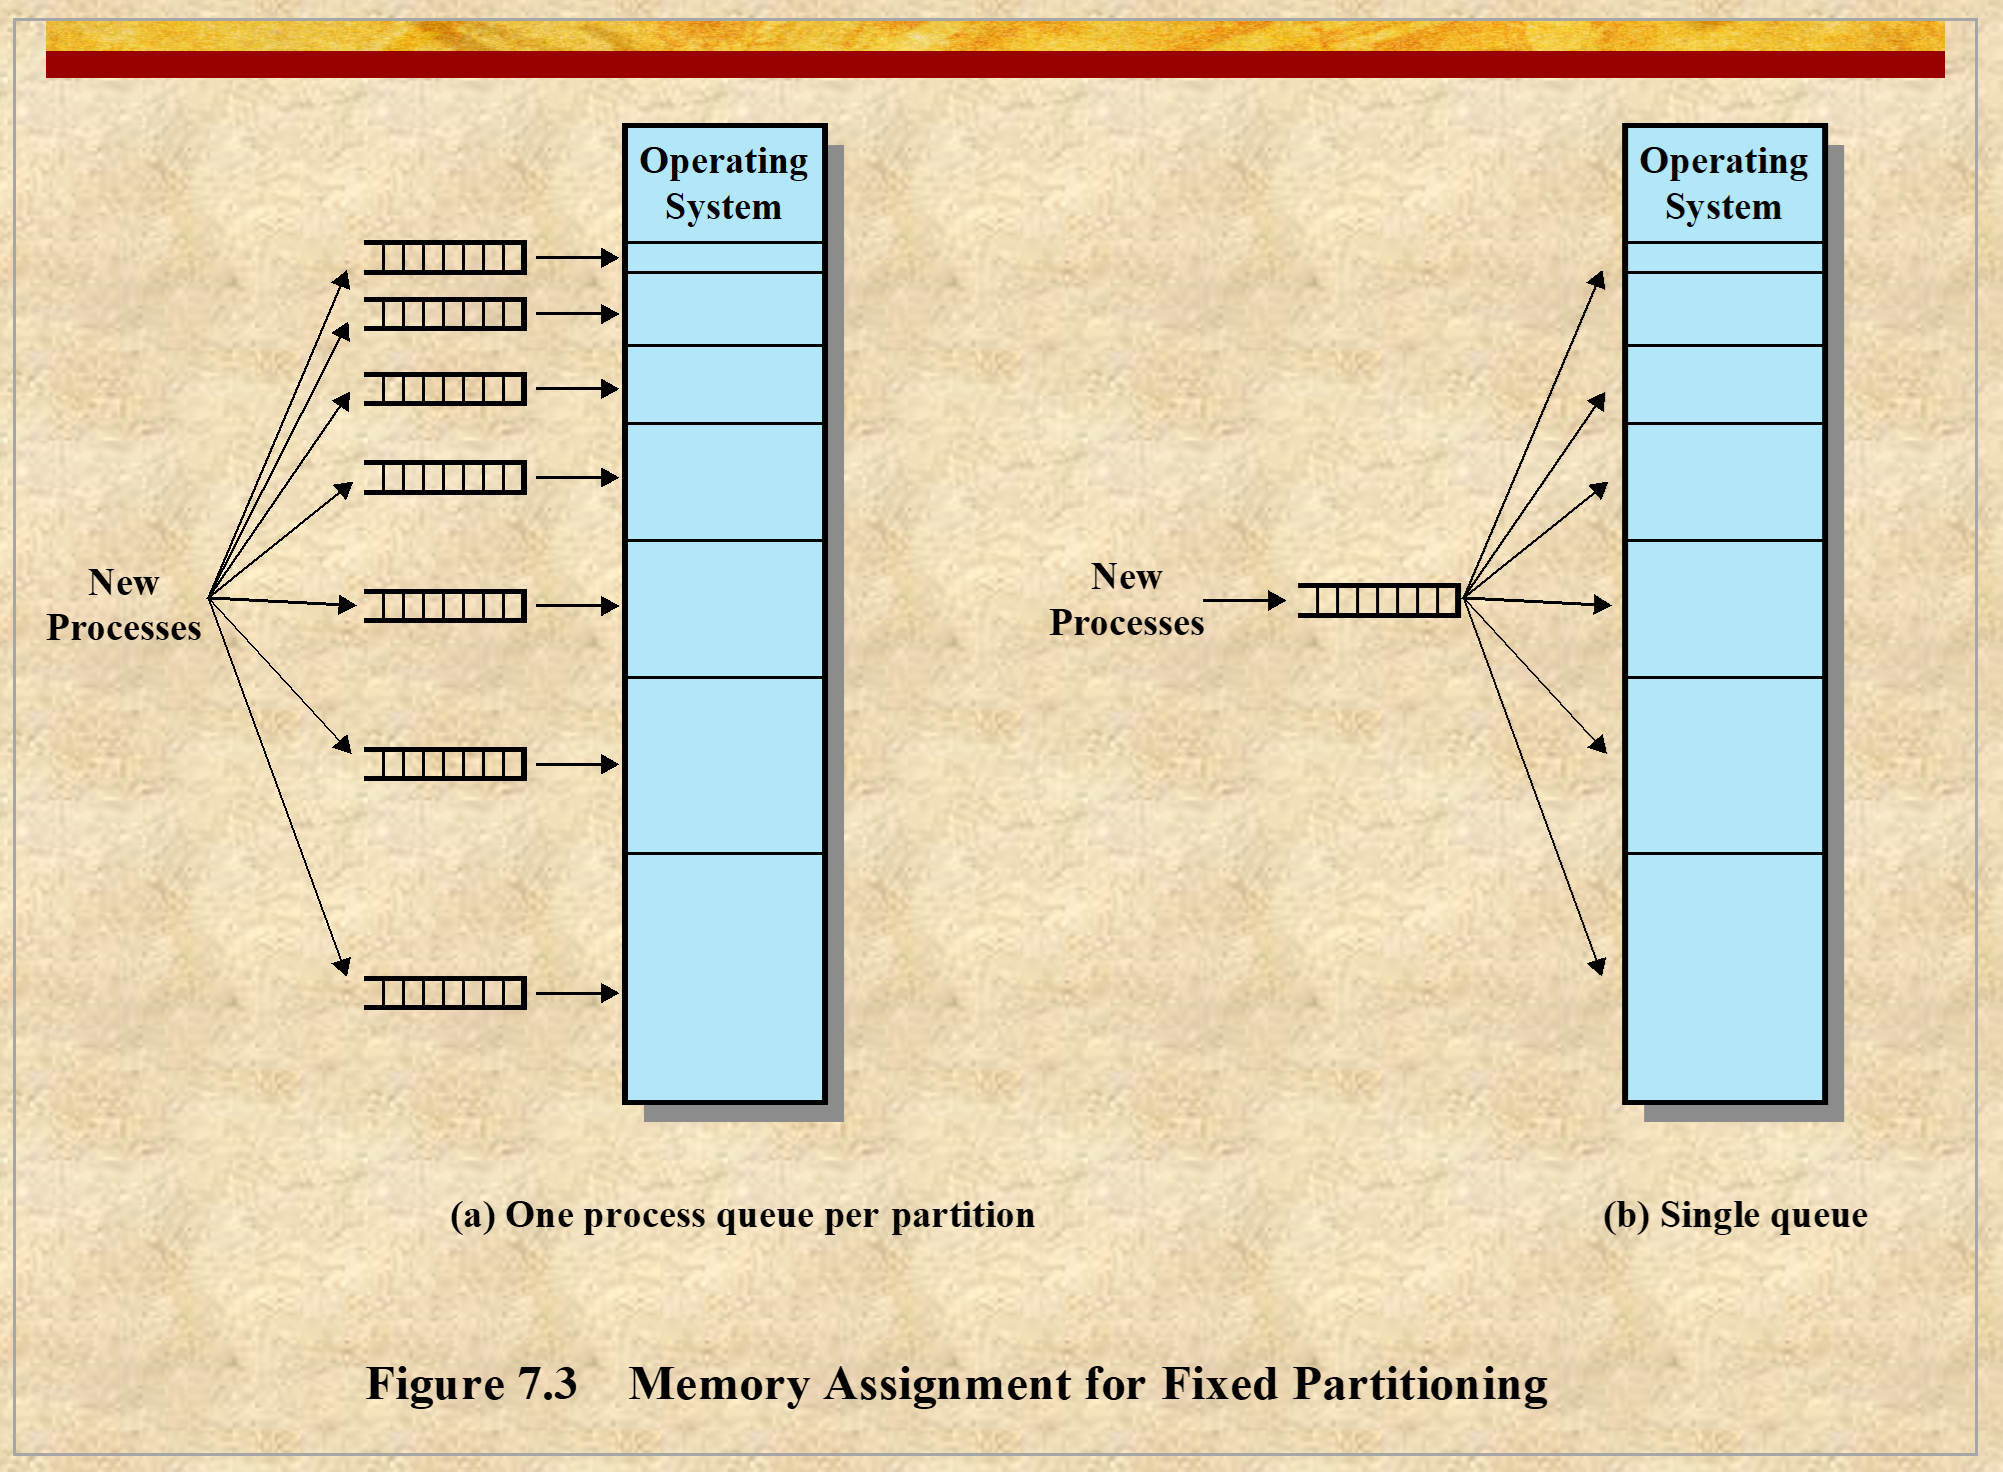 Operating
System
New
Processes
(a) One process queue per partition
Operating
System
New
Processes
(b) Single queue
Figure 7.3 Memory Assignment for Fixed Partitioning